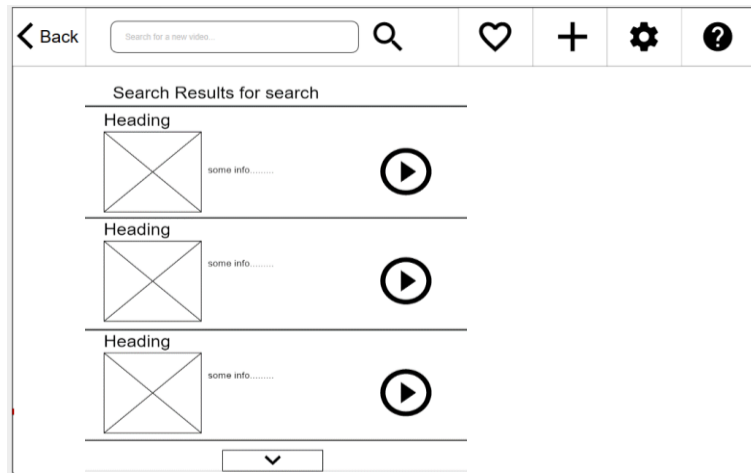 Back
Search for a new video...
Search Results for search
Heading
some info.........
Heading
some info.........
Heading
some info.........